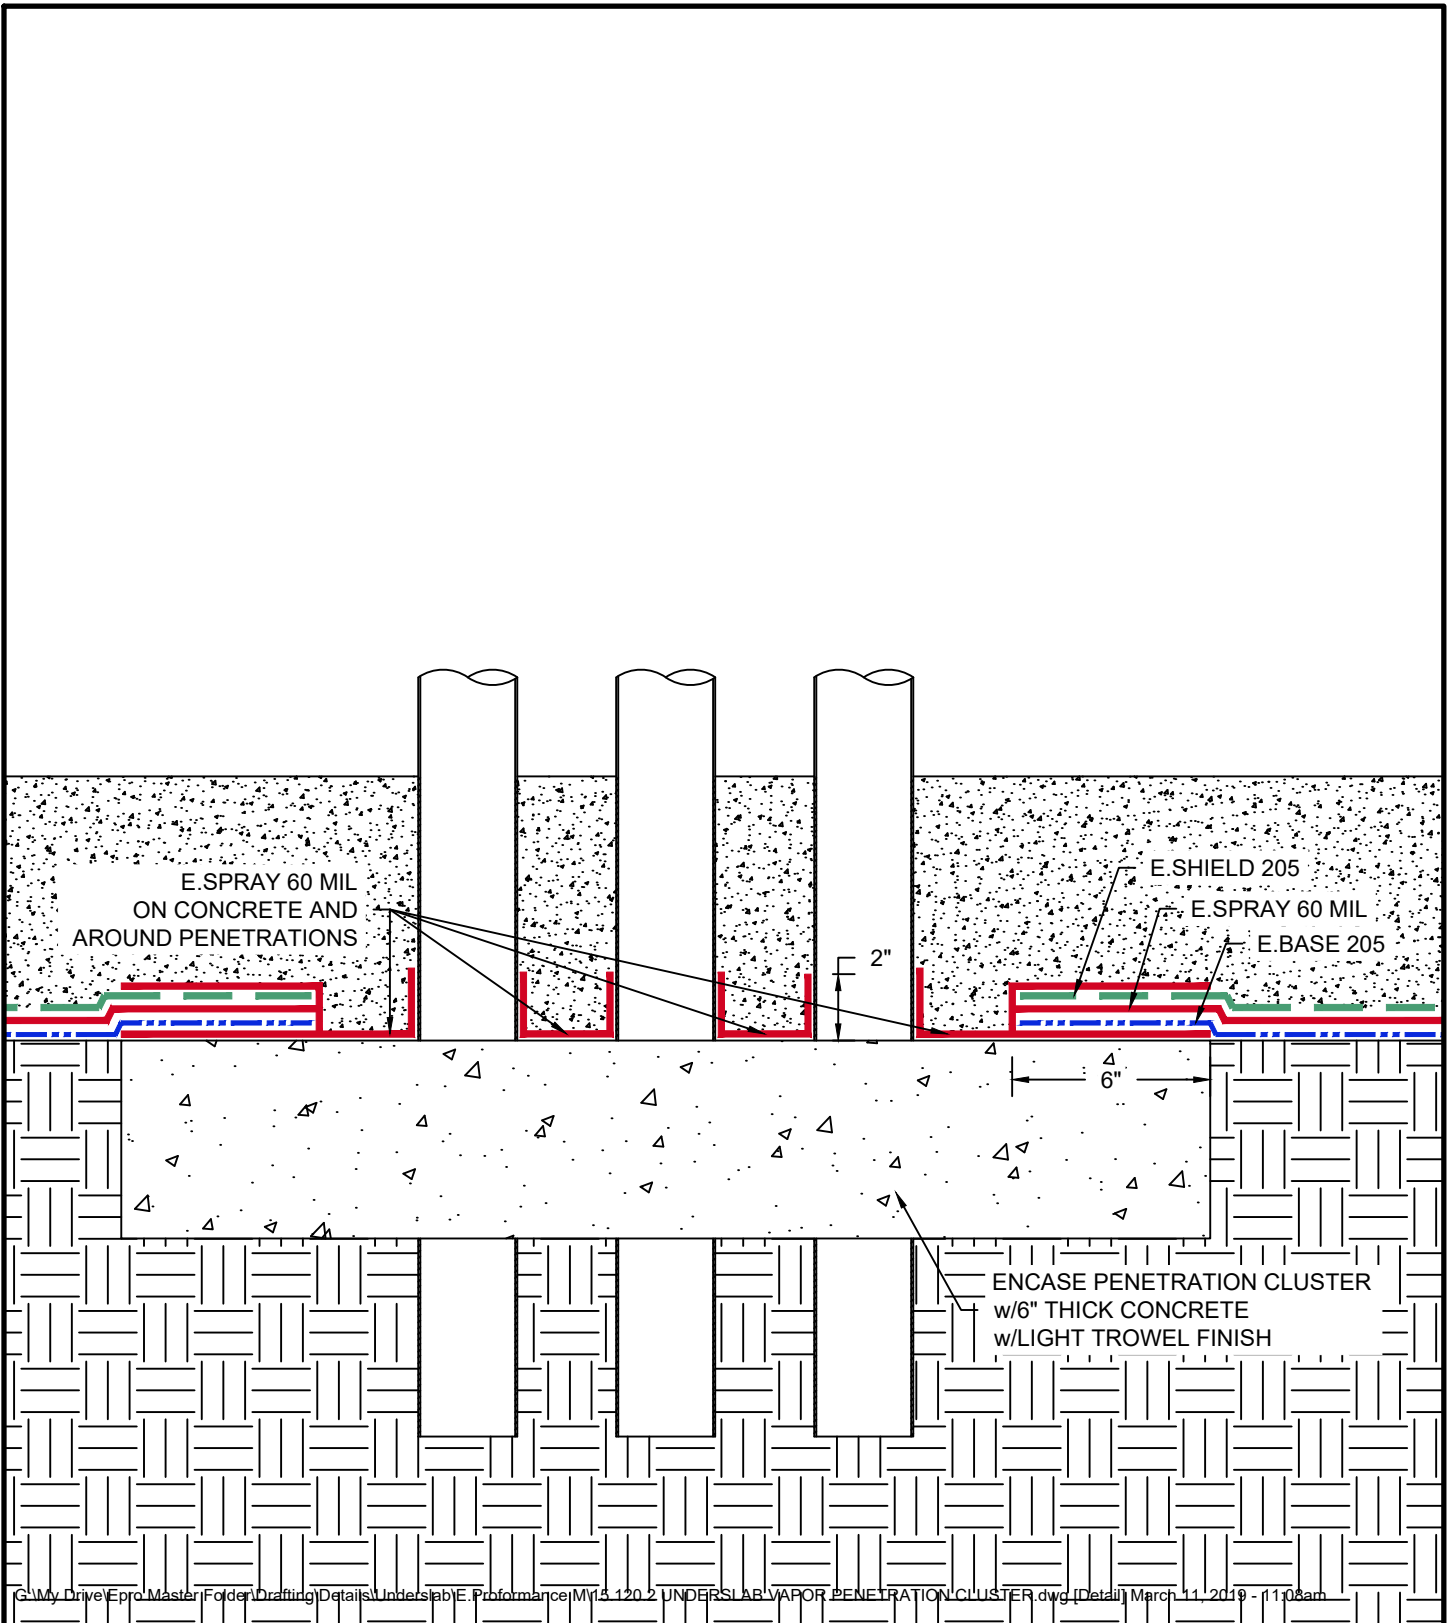 E.SPRAY 60 MIL
ON CONCRETE AND
AROUND PENETRATIONS
E.SHIELD 205
E.SPRAY 60 MIL
E.BASE 205
2"
6"
ENCASE PENETRATION CLUSTER
w/6" THICK CONCRETE
w/LIGHT TROWEL FINISH
G:\My Drive\Epro Master Folder\Drafting\Details\Underslab\E.Proformance M\15.120.2 UNDERSLAB VAPOR PENETRATION CLUSTER.dwg [Detail] March 11, 2019 - 11:08am